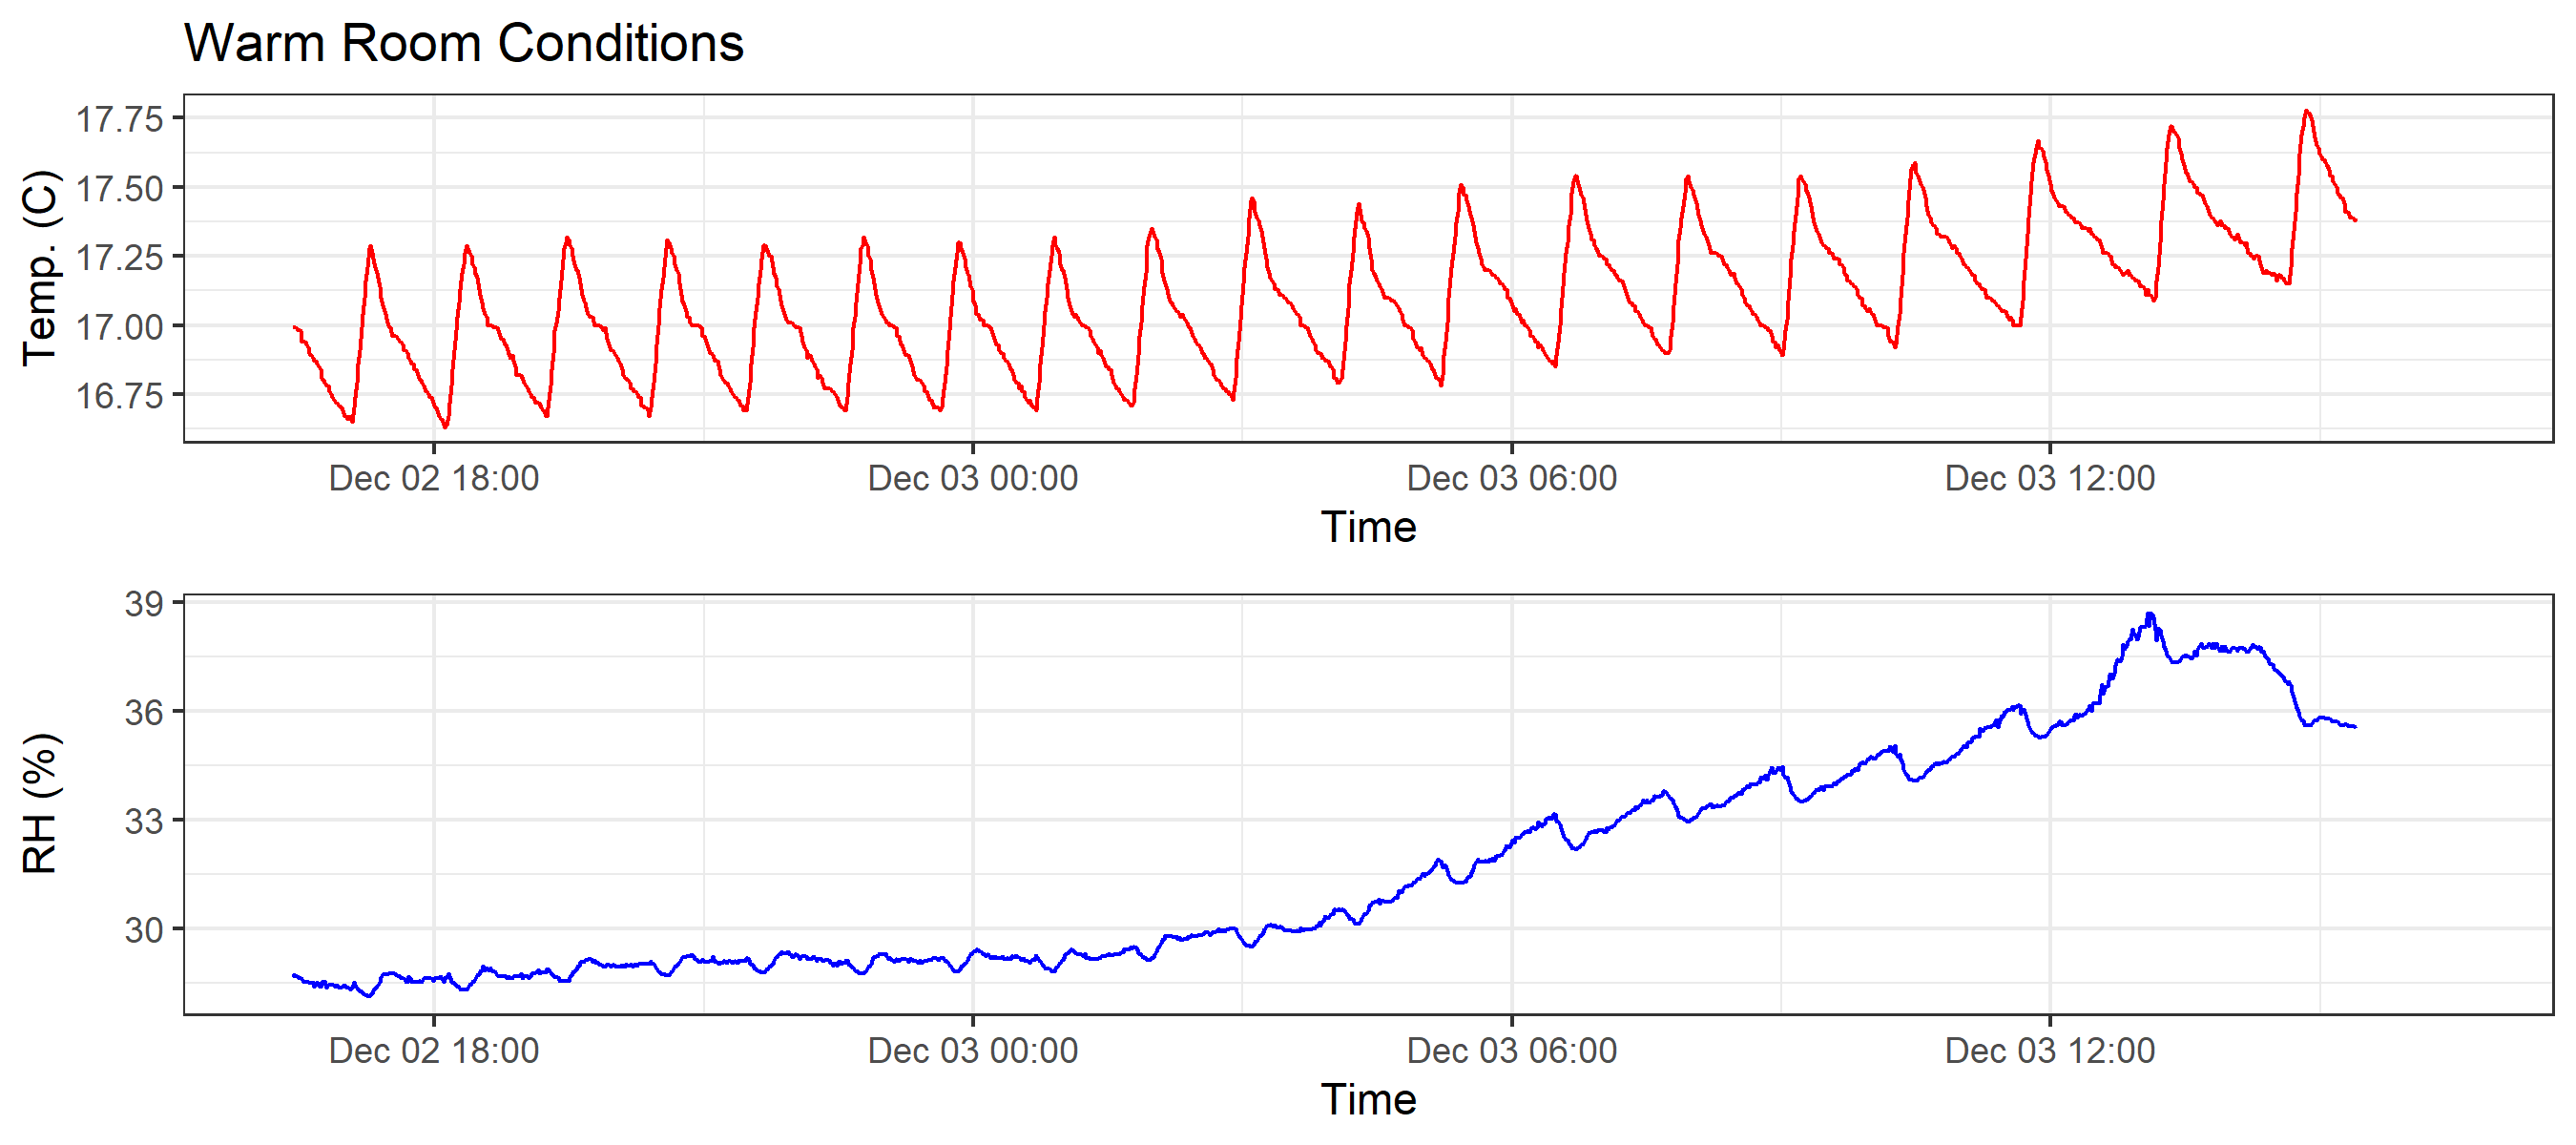 Warm Room Conditions
Temp. (C)
17.75
17.50
17.25
17.00
16.75
Dec 02 18:00 Dec 03 00:00 Dec 03 06:00 Dec 03 12:00
Time
RH (%)
39
36
33
30
Dec 02 18:00 Dec 03 00:00 Dec 03 06:00 Dec 03 12:00
Time